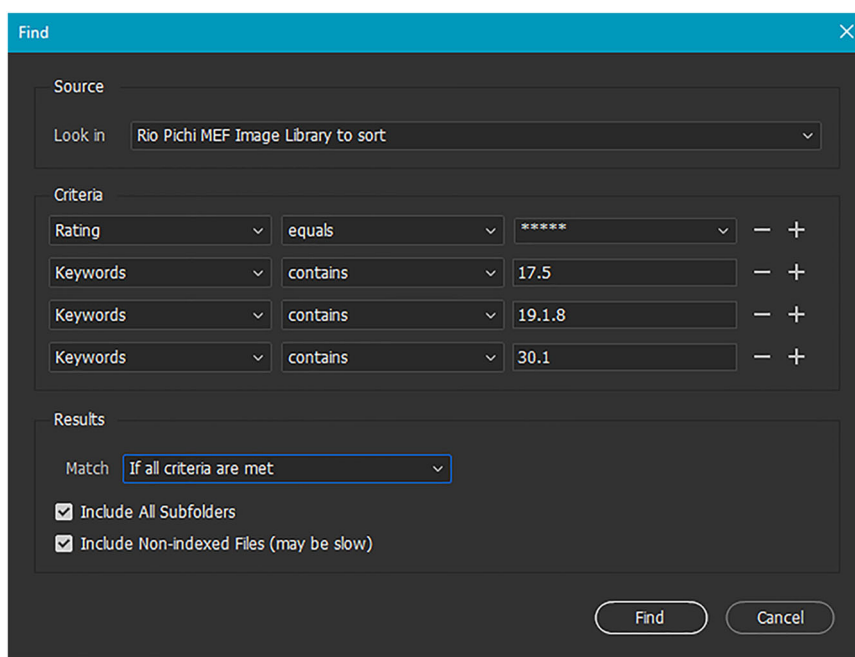 Find
Source
Look in Rio Pichi MEF Image Library to sort
Criteria
Rating equals *****
Keywords contains 17.5
Keywords contains 19.1.8
Keywords contains 30.1
Results
Match If all criteria are met
Include All Subfolders
Include Non-indexed Files (may be slow)
Find Cancel